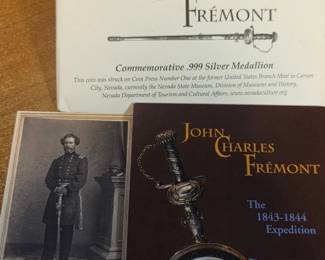 FRÉMONT
Commemorative .999 Silver Medallion
This coin was struck on Coin Press Number One at the former United States Branch Mint in Carson
City, Nevada, currently the Nevada State Museum, Division of Museums and History,
Nevada Department of Tourism and Cultural Affairs, www.nevadaculture.org
JOHN
CHARLES
FRÉMONT
The
1843-1844
Expedition